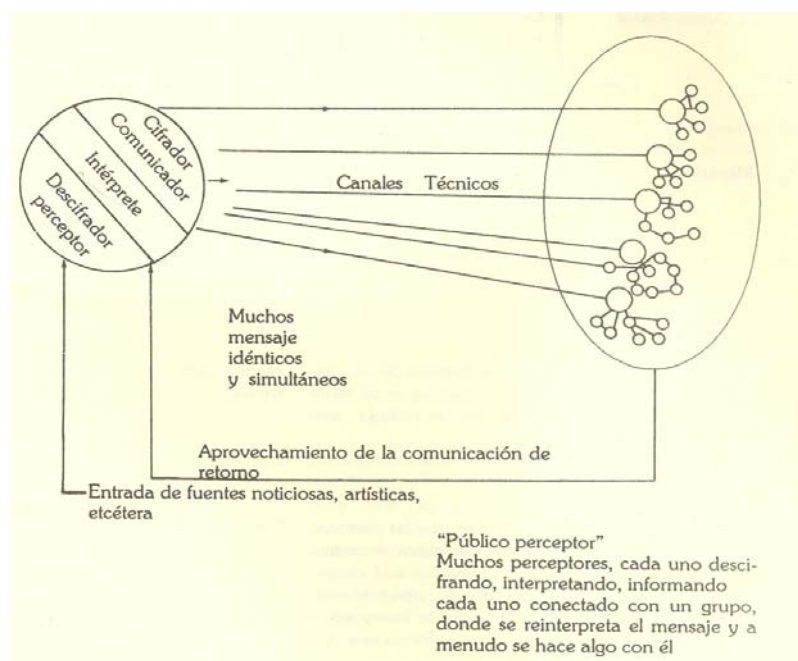 Cifrador
Comunicador
Intérprete
Descifrador
perceptor
Canales Técnicos
Muchos
mensaje
idénticos
y simultáneos
Aprovechamiento de la comunicación de
retorno
Entrada de fuentes noticiosas, artísticas,
etcétera
“Público perceptor”
Muchos perceptores, cada uno desci-
frando, interpretando, informando
cada uno conectado con un grupo,
donde se reinterpreta el mensaje y a
menudo se hace algo con él